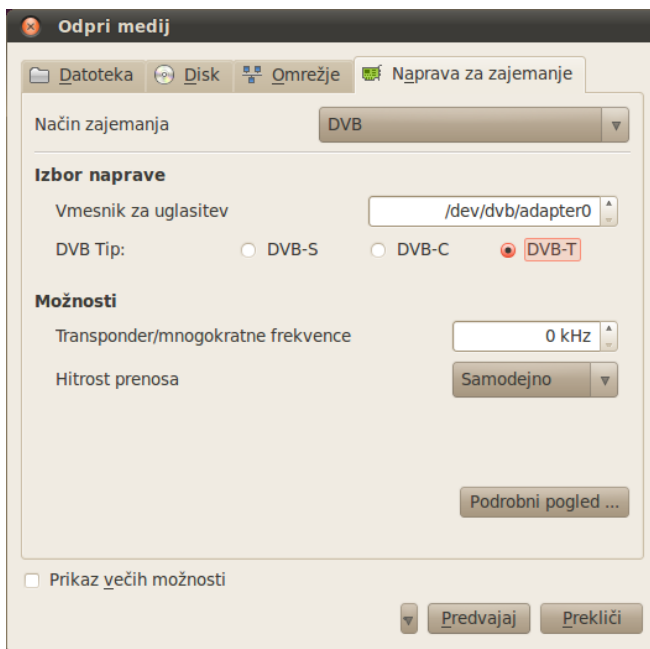 Odpri medij
Datoteka Disk Omrežje Naprava za zajemanje
Način zajemanja DVB
Izbor naprave
Vmesnik za uglasitev /dev/dvb/adapter0
DVB Tip: DVB-S DVB-C DVB-T
Možnosti
Transponder/mnogokratne frekvence 0 kHz
Hitrost prenosa Samodejno
Podrobni pogled ...
Prikaz večih možnosti
Predvajaj Prekliči